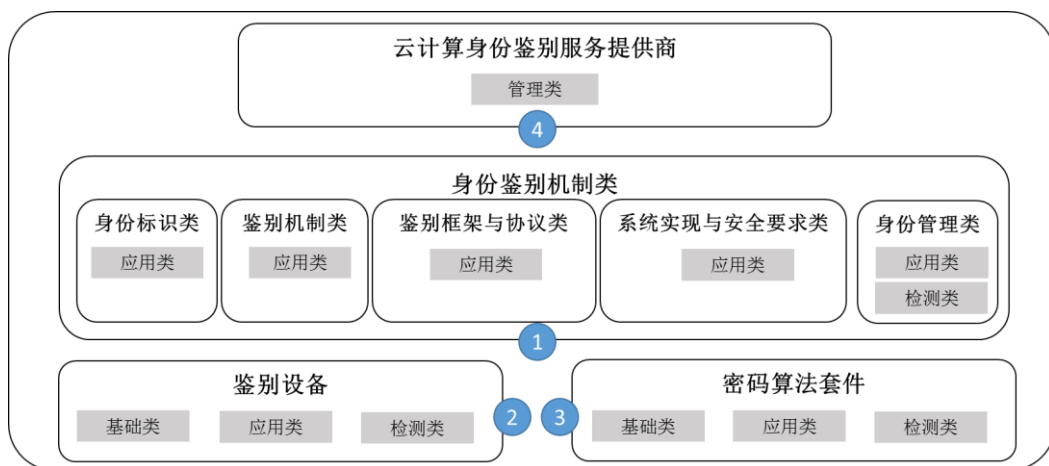 云计算身份鉴别服务提供商
管理类
4
身份鉴别机制类
身份标识类 鉴别机制类 鉴别框架与协议类 系统实现与安全要求类 身份管理类
应用类 应用类 应用类 应用类 应用类
检测类
1
鉴别设备 密码算法套件
基础类 应用类 检测类 2 3 基础类 应用类 检测类